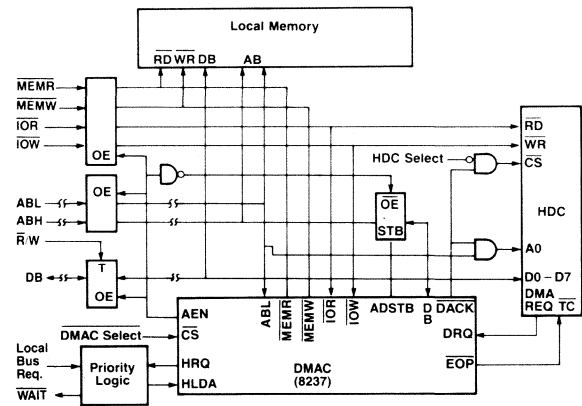 Local Memory
RD WR DB AB
MEMR
MEMW
IOR
IOW
OE
RD
WR
HDC Select
CS
HDC
OE
ABL
ABH
OE
STB
A0
R/W
T
DB
OE
D0 – D7
DMA
REQ TC
AEN
ABL
MEMR
MEMW
IOR
IOW
ADSTB
DB
DACK
DMAC Select
CS
DRQ
Local
Bus
Req.
Priority
Logic
HRQ
HLDA
DMAC
(8237)
EOP
WAIT